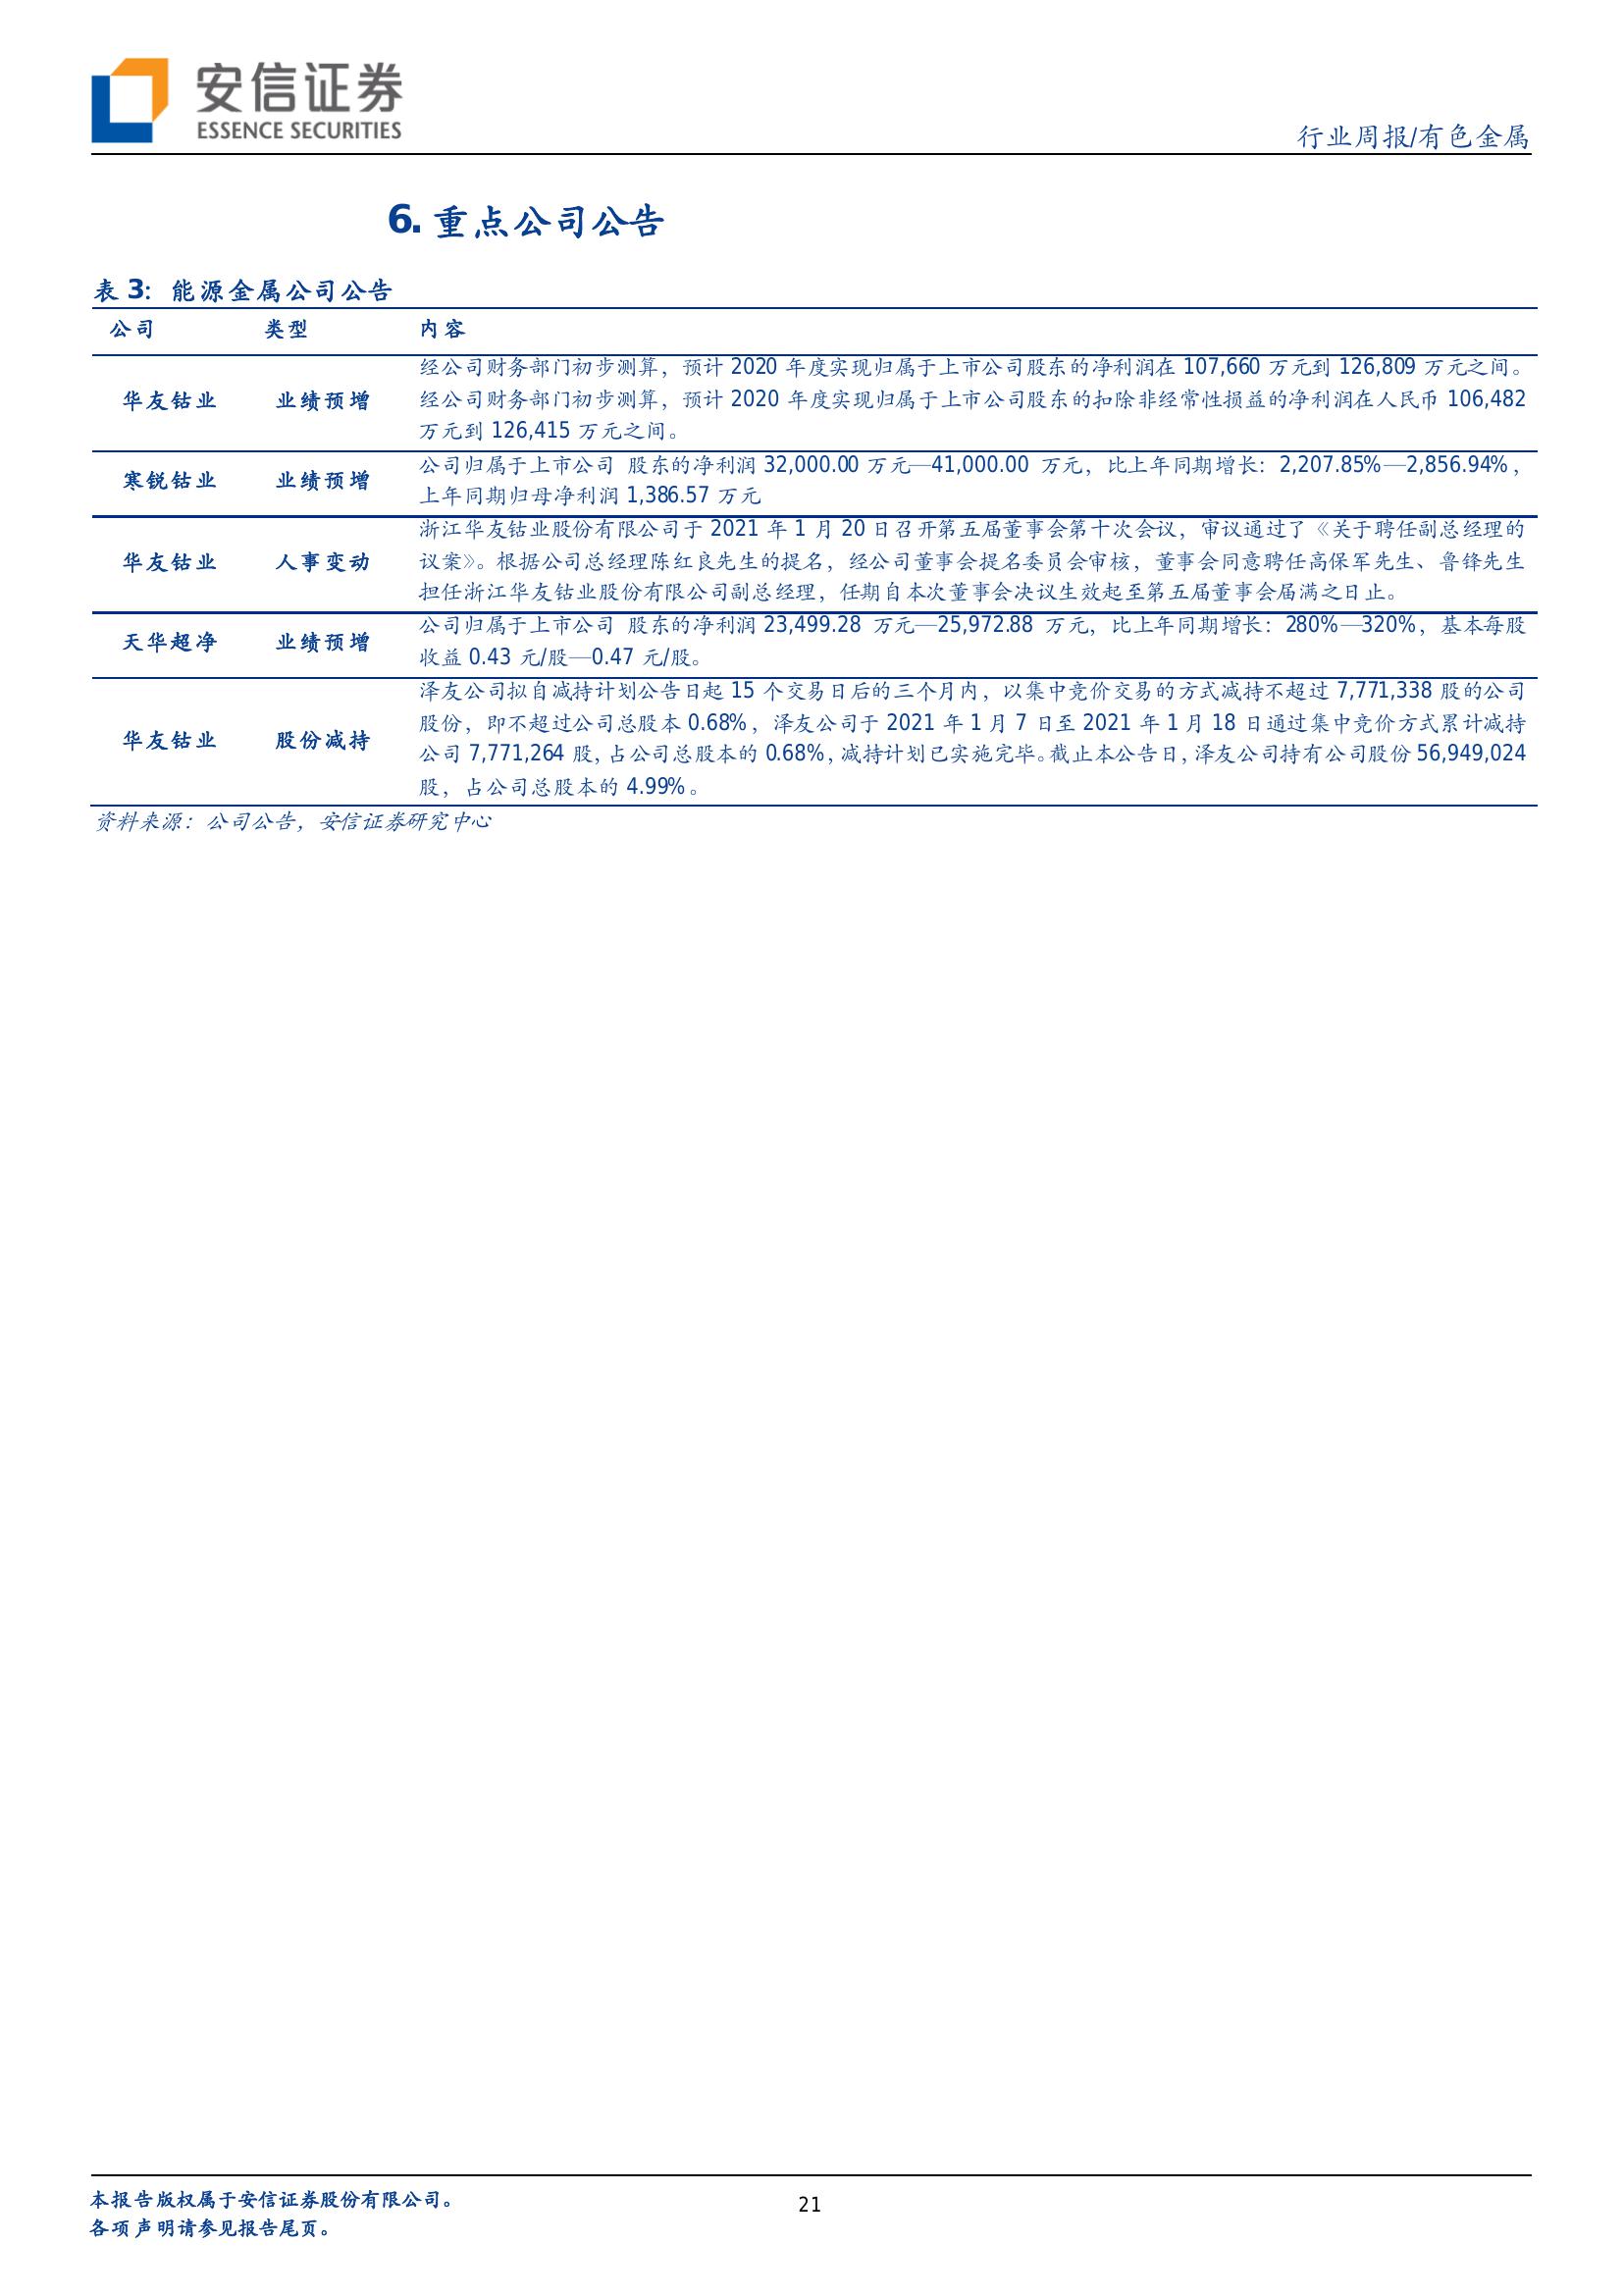 安信证券
ESSENCE SECURITIES
行业周报/有色金属
6. 重点公司公告
表 3：能源金属公司公告
公司 类型 内容
华友钴业 业绩预增
经公司财务部门初步测算，预计 2020 年度实现归属于上市公司股东的净利润在 107,660 万元到 126,809 万元之间。
经公司财务部门初步测算，预计 2020 年度实现归属于上市公司股东的扣除非经常性损益的净利润在人民币 106,482
万元到 126,415 万元之间。
寒锐钴业 业绩预增
公司归属于上市公司 股东的净利润 32,000.00 万元—41,000.00 万元，比上年同期增长：2,207.85%—2,856.94%，
上年同期归母净利润 1,386.57 万元
华友钴业 人事变动
浙江华友钴业股份有限公司于 2021 年 1 月 20 日召开第五届董事会第十次会议，审议通过了《关于聘任副总经理的
议案》。根据公司总经理陈红良先生的提名，经公司董事会提名委员会审核，董事会同意聘任高保军先生、鲁锋先生
担任浙江华友钴业股份有限公司副总经理，任期自本次董事会决议生效起至第五届董事会届满之日止。
天华超净 业绩预增
公司归属于上市公司 股东的净利润 23,499.28 万元—25,972.88 万元，比上年同期增长：280%—320%，基本每股
收益 0.43 元/股—0.47 元/股。
华友钴业 股份减持
泽友公司拟自减持计划公告日起 15 个交易日后的三个月内，以集中竞价交易的方式减持不超过 7,771,338 股的公司
股份，即不超过公司总股本 0.68%，泽友公司于 2021 年 1 月 7 日至 2021 年 1 月 18 日通过集中竞价方式累计减持
公司 7,771,264 股，占公司总股本的 0.68%，减持计划已实施完毕。截止本公告日，泽友公司持有公司股份 56,949,024
股，占公司总股本的 4.99%。
资料来源：公司公告，安信证券研究中心
本报告版权属于安信证券股份有限公司。
各项声明请参见报告尾页。
21